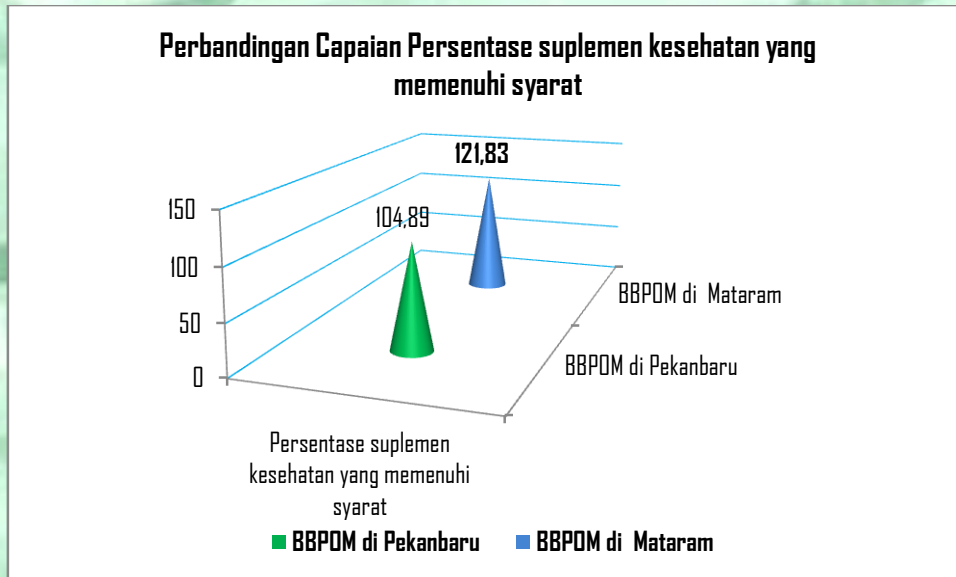 Perbandingan Capaian Persentase suplemen kesehatan yang
memenuhi syarat
121,83
104,89
150
100
50
0
BBPOM di Mataram
BBPOM di Pekanbaru
Persentase suplemen
kesehatan yang memenuhi
syarat
BBPOM di Pekanbaru
BBPOM di Mataram